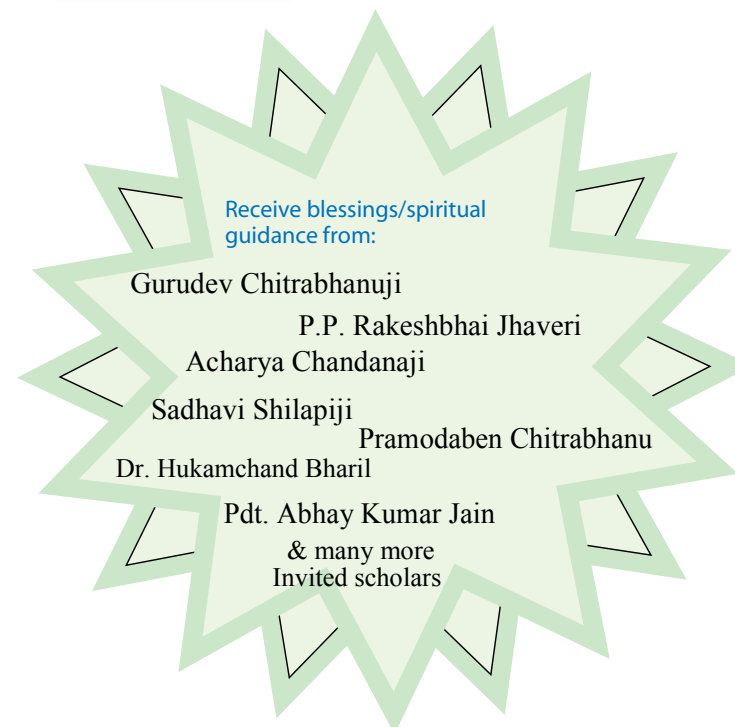 Receive blessings/spiritual
guidance from:
Gurudev Chitrabhanuji
P.P. Rakeshbhai Jhaveri
Acharya Chandanaji
Sadhavi Shilapiji
Pramodaben Chitrabhanu
Dr. Hukamchand Bharil
Pdt. Abhay Kumar Jain
& many more
Invited scholars